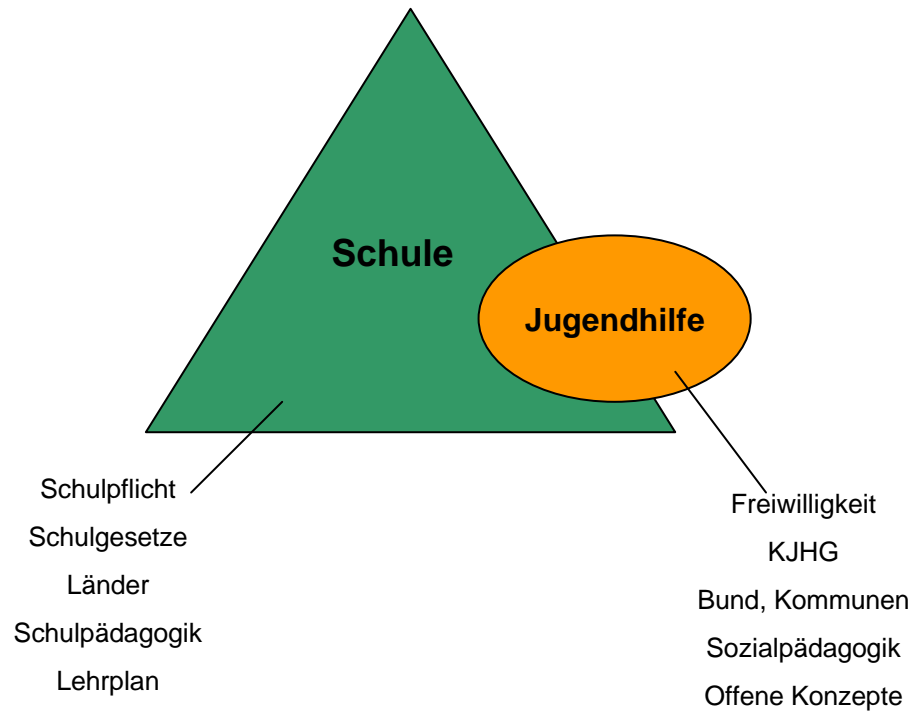 Schule
Jugendhilfe
Schulpflicht
Schulgesetze
Länder
Schulpädagogik
Lehrplan
Freiwilligkeit
KJHG
Bund, Kommunen
Sozialpädagogik
Offene Konzepte